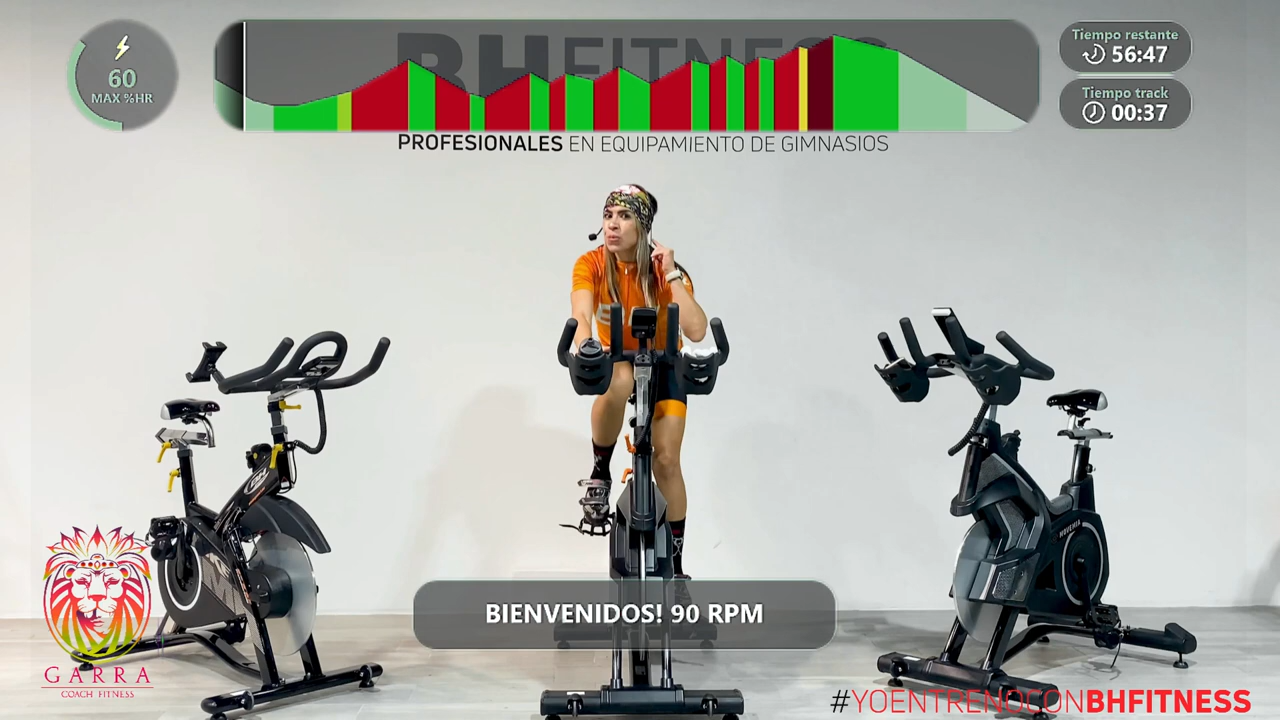 60
MAX %HR
BHFITNESS
PROFESIONALES EN EQUIPAMIENTO DE GIMNASIOS
Tiempo restante
56:47
Tiempo track
00:37
BIENVENIDOS! 90 RPM
GARRA
COACH FITNESS
#YOENTRENOCONBHFITNESS